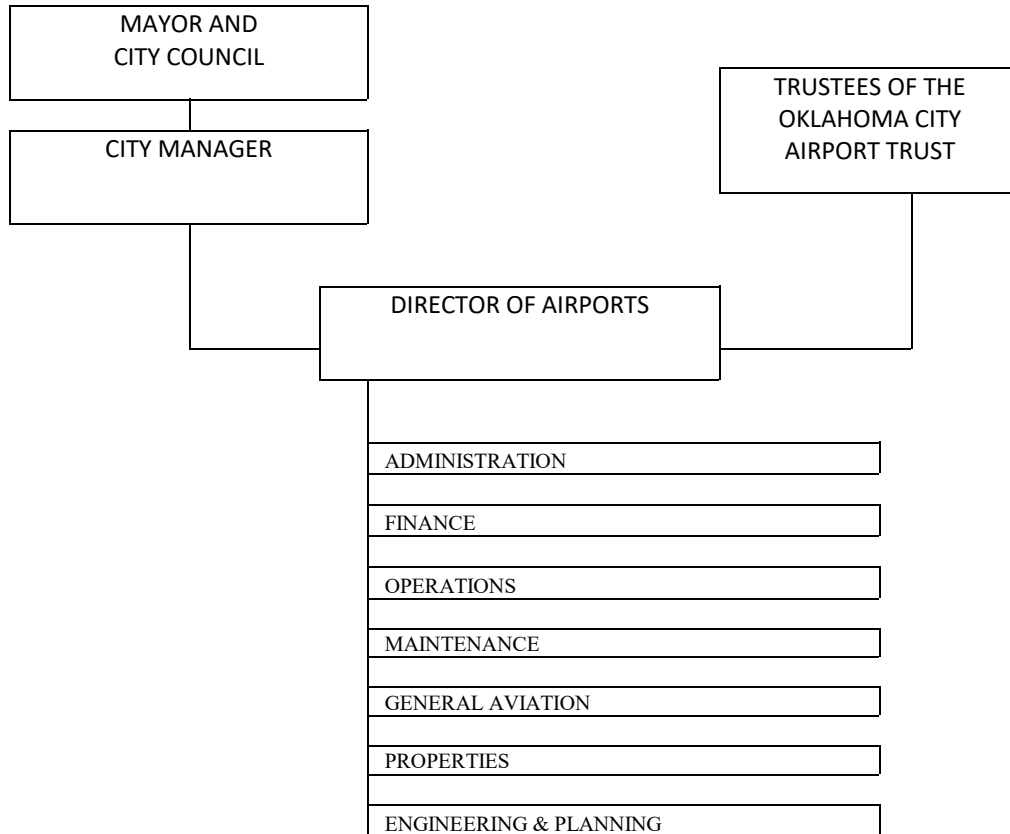 MAYOR AND
CITY COUNCIL
TRUSTEES OF THE
OKLAHOMA CITY
AIRPORT TRUST
CITY MANAGER
DIRECTOR OF AIRPORTS
ADMINISTRATION
FINANCE
OPERATIONS
MAINTENANCE
GENERAL AVIATION
PROPERTIES
ENGINEERING & PLANNING